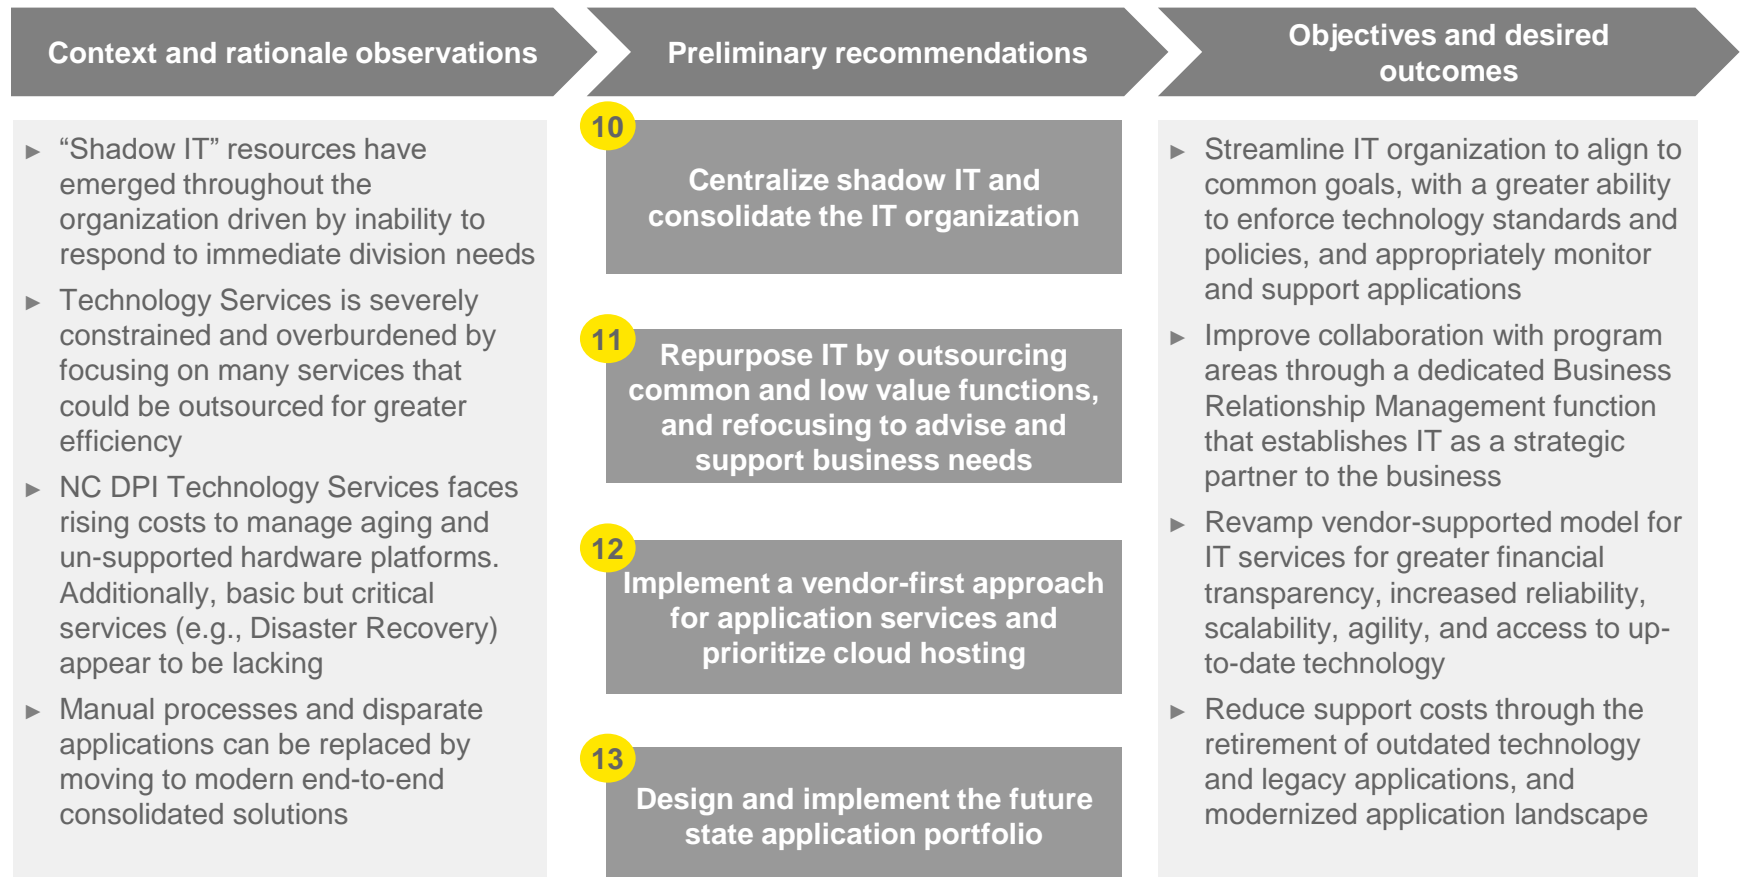 Context and rationale observations
Preliminary recommendations
Objectives and desired
outcomes
► “Shadow IT” resources have
emerged throughout the
organization driven by inability to
respond to immediate division needs
► Technology Services is severely
constrained and overburdened by
focusing on many services that
could be outsourced for greater
efficiency
► NC DPI Technology Services faces
rising costs to manage aging and
un-supported hardware platforms.
Additionally, basic but critical
services (e.g., Disaster Recovery)
appear to be lacking
► Manual processes and disparate
applications can be replaced by
moving to modern end-to-end
consolidated solutions
10
Centralize shadow IT and
consolidate the IT organization
11
Repurpose IT by outsourcing
common and low value functions,
and refocusing to advise and
support business needs
12
Implement a vendor-first approach
for application services and
prioritize cloud hosting
13
Design and implement the future
state application portfolio
► Streamline IT organization to align to
common goals, with a greater ability
to enforce technology standards and
policies, and appropriately monitor
and support applications
► Improve collaboration with program
areas through a dedicated Business
Relationship Management function
that establishes IT as a strategic
partner to the business
► Revamp vendor-supported model for
IT services for greater financial
transparency, increased reliability,
scalability, agility, and access to up-
to-date technology
► Reduce support costs through the
retirement of outdated technology
and legacy applications, and
modernized application landscape